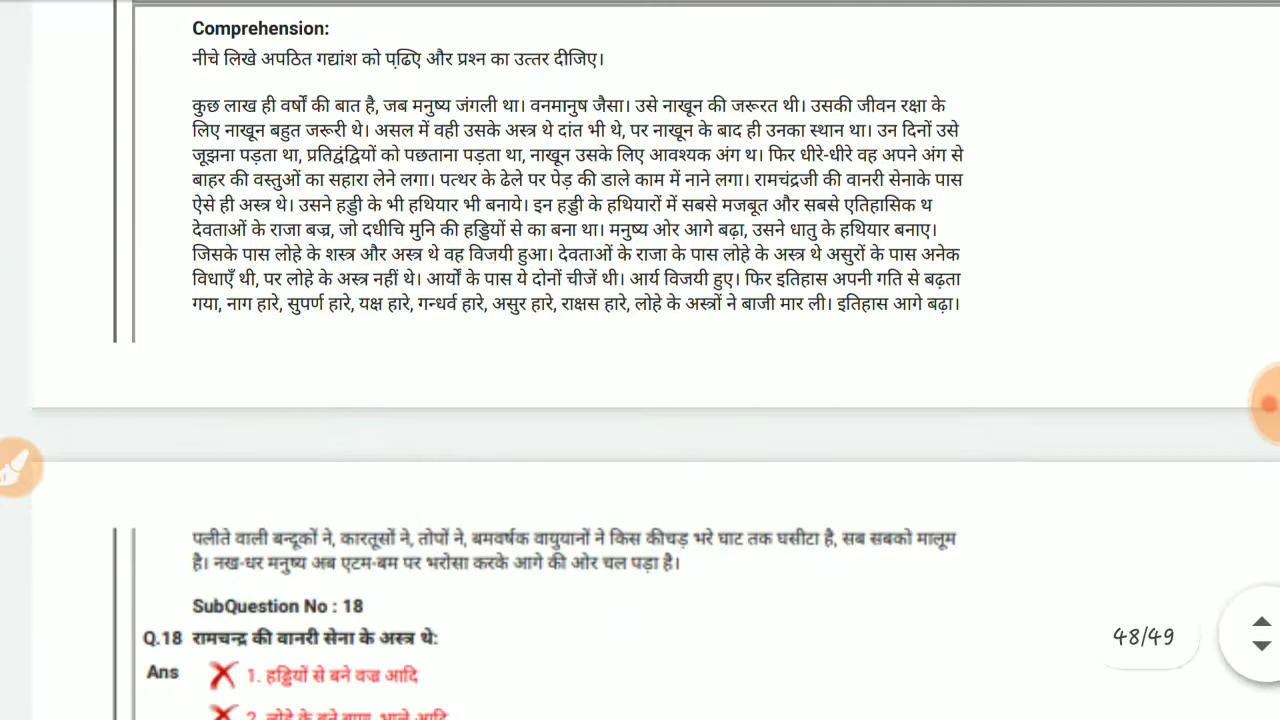 Comprehension:
नीचे लिखे अपठित गद्यांश को पढ़िए और प्रश्न का उत्तर दीजिए।
कुछ लाख ही वर्षों की बात है, जब मनुष्य जंगली था। वनमानुष जैसा। उसे नाखून की जरूरत थी। उसकी जीवन रक्षा के
लिए नाखून बहुत जरूरी थे। असल में वही उसके अस्त्र थे दांत भी थे, पर नाखून के बाद ही उनका स्थान था। उन दिनों उसे
जूझना पड़ता था, प्रतिद्वंद्वियों को पछताना पड़ता था, नाखून उसके लिए आवश्यक अंग थ। फिर धीरे-धीरे वह अपने अंग से
बाहर की वस्तुओं का सहारा लेने लगा। पत्थर के ढेले पर पेड़ की डाले काम में नाने लगा। रामचंद्रजी की वानरी सेनाके पास
ऐसे ही अस्त्र थे। उसने हड्डी के भी हथियार भी बनाये। इन हड्डी के हथियारों में सबसे मजबूत और सबसे एतिहासिक थ
देवताओं के राजा बज्र, जो दधीचि मुनि की हड्डियों से का बना था। मनुष्य ओर आगे बढ़ा, उसने धातु के हथियार बनाए।
जिसके पास लोहे के शस्त्र और अस्त्र थे वह विजयी हुआ। देवताओं के राजा के पास लोहे के अस्त्र थे असुरों के पास अनेक
विधाएँ थी, पर लोहे के अस्त्र नहीं थे। आर्यों के पास ये दोनों चीजें थी। आर्य विजयी हुए। फिर इतिहास अपनी गति से बढ़ता
गया, नाग हारे, सुपर्ण हारे, यक्ष हारे, गन्धर्व हारे, असुर हारे, राक्षस हारे, लोहे के अस्त्रों ने बाजी मार ली। इतिहास आगे बढ़ा।
पलीते वाली बन्दूकों ने, कारतूसों ने, तोपों ने, बमवर्षक वायुयानों ने किस कीचड़ भरे घाट तक घसीटा है, सब सबको मालूम
है। नख-धर मनुष्य अब एटम-बम पर भरोसा करके आगे की ओर चल पड़ा है।
SubQuestion No : 18
Q.18 रामचन्द्र की वानरी सेना के अस्त्र थे:
48/49
Ans 1. हड्डियों से बने वज्र आदि
2. लोहे के बने बाण, भाले आदि